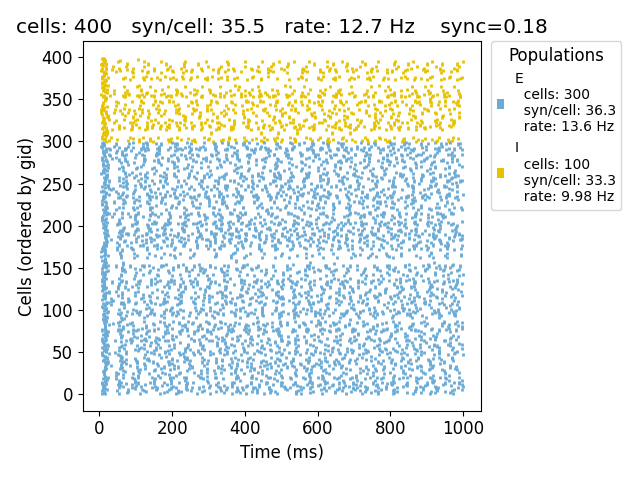 cells: 400   syn/cell: 35.5   rate: 12.7 Hz    sync=0.18
Populations
E
cells: 300
syn/cell: 36.3
rate: 13.6 Hz
I
cells: 100
syn/cell: 33.3
rate: 9.98 Hz
Cells (ordered by gid)
400
350
300
250
200
150
100
50
0
0 200 400 600 800 1000
Time (ms)